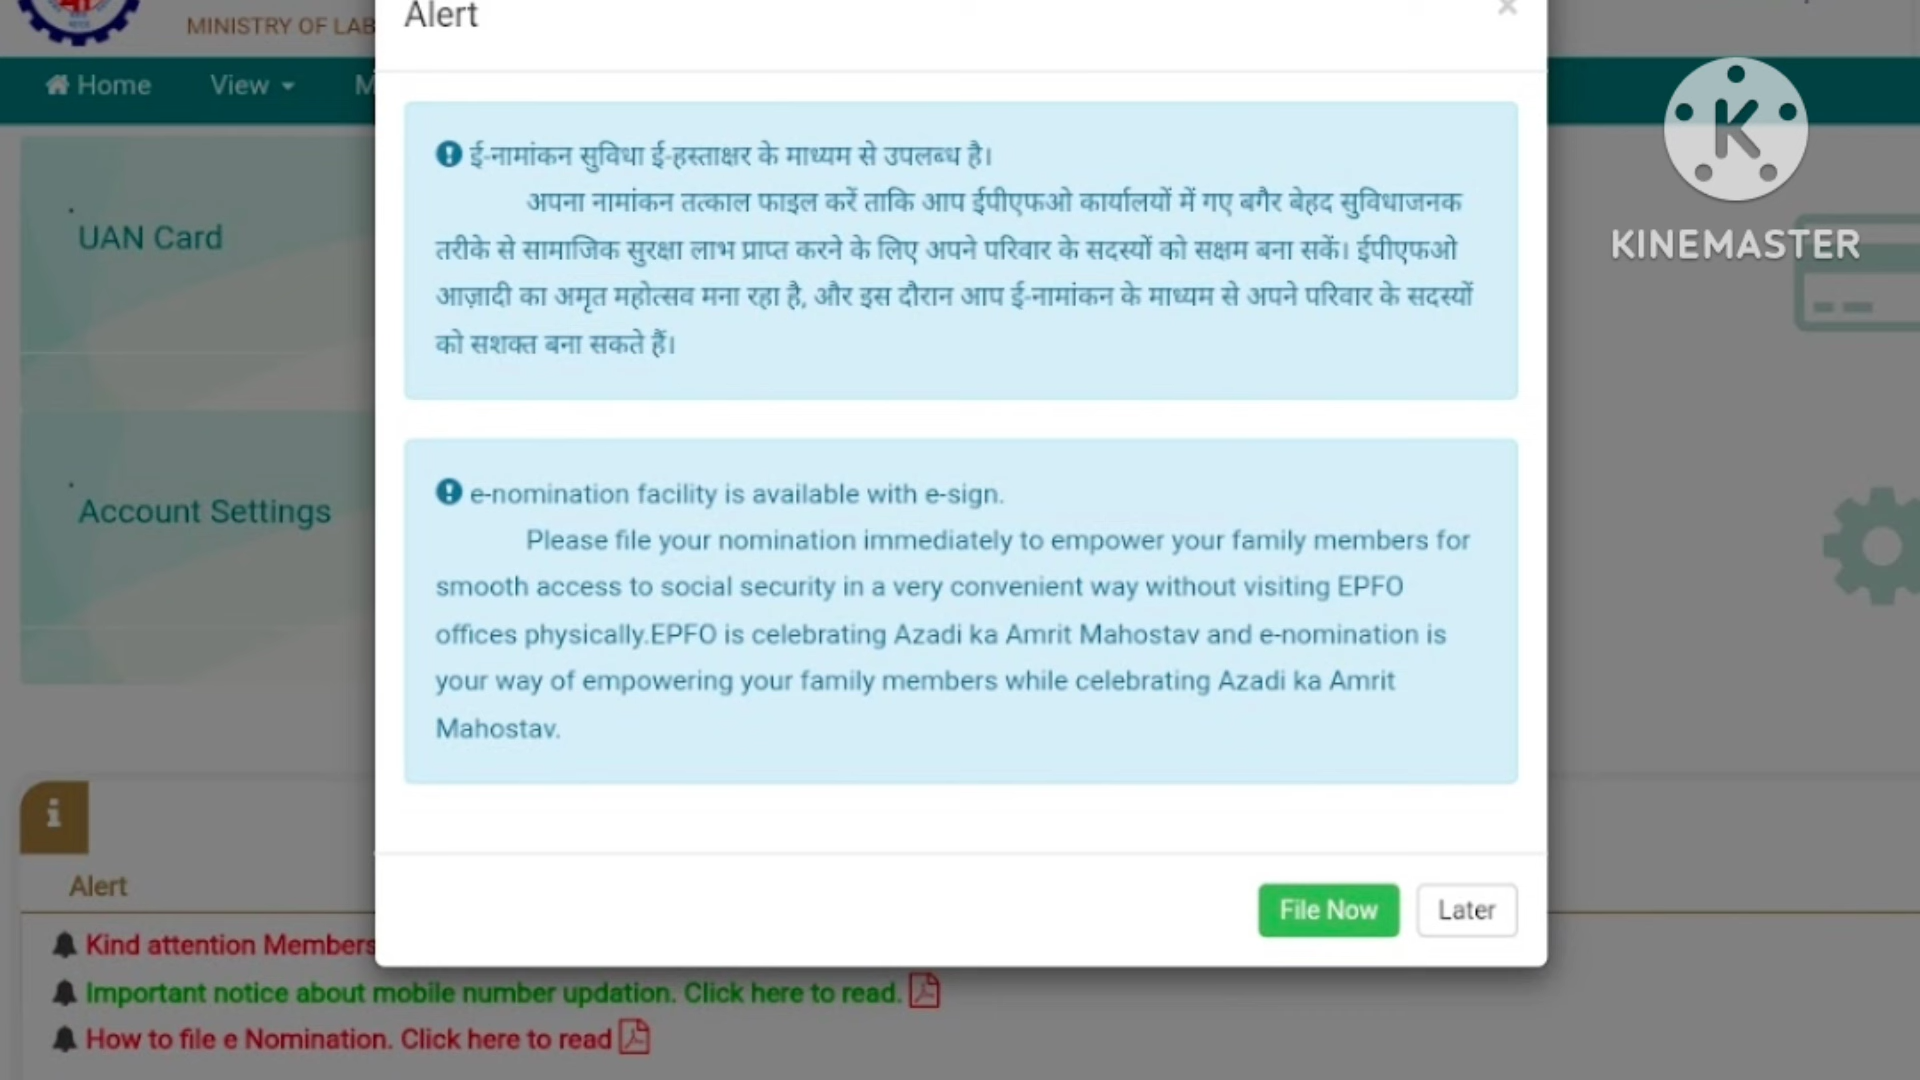 Alert
×
MINISTRY OF LAB
Home View M
KINEMASTER
ई-नामांकन सुविधा ई-हस्ताक्षर के माध्यम से उपलब्ध है।
अपना नामांकन तत्काल फाइल करें ताकि आप ईपीएफओ कार्यालयों में गए बगैर बेहद सुविधाजनक
तरीके से सामाजिक सुरक्षा लाभ प्राप्त करने के लिए अपने परिवार के सदस्यों को सक्षम बना सकें। ईपीएफओ
आज़ादी का अमृत महोत्सव मना रहा है, और इस दौरान आप ई-नामांकन के माध्यम से अपने परिवार के सदस्यों
को सशक्त बना सकते हैं।
UAN Card
e-nomination facility is available with e-sign.
Please file your nomination immediately to empower your family members for
smooth access to social security in a very convenient way without visiting EPFO
offices physically.EPFO is celebrating Azadi ka Amrit Mahostav and e-nomination is
your way of empowering your family members while celebrating Azadi ka Amrit
Mahostav.
Account Settings
File Now Later
Alert
Kind attention Members
Important notice about mobile number updation. Click here to read.
How to file e Nomination. Click here to read